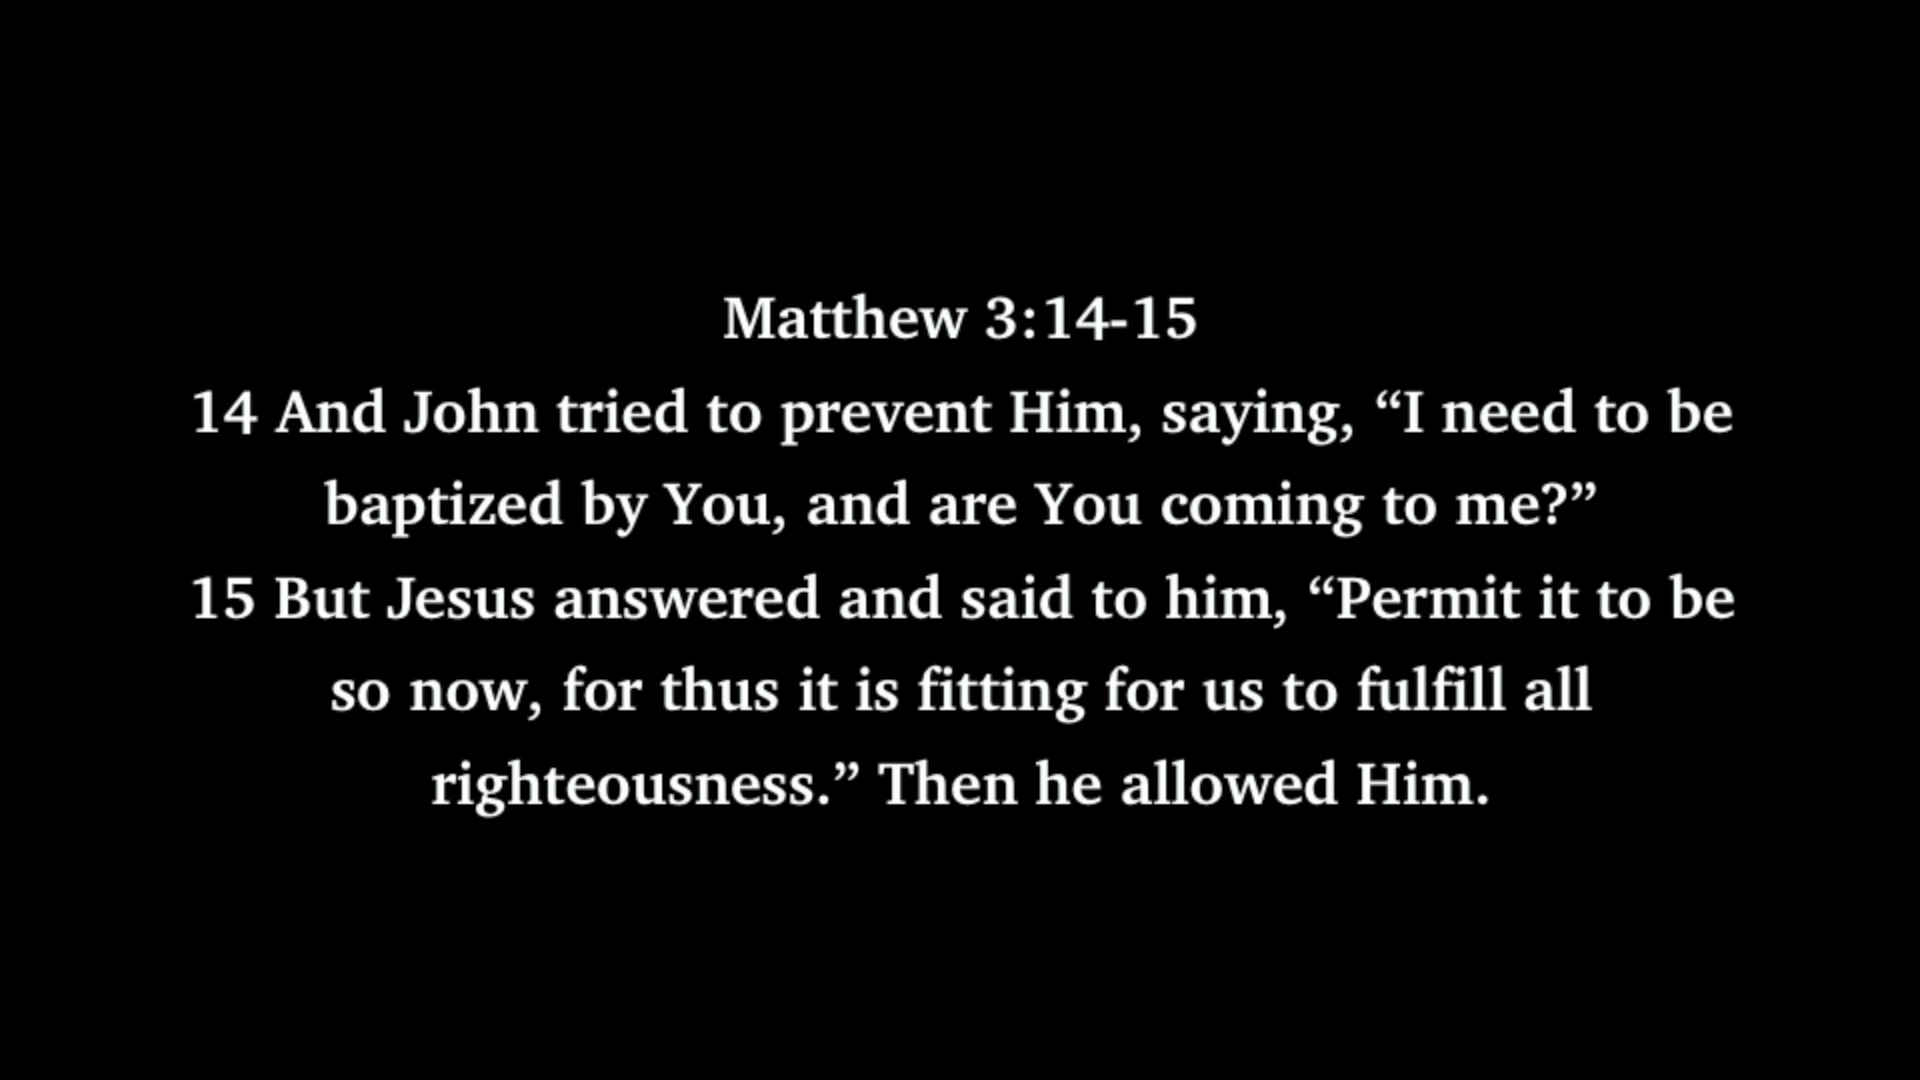 Matthew 3:14-15
14 And John tried to prevent Him, saying, “I need to be
baptized by You, and are You coming to me?”
15 But Jesus answered and said to him, “Permit it to be
so now, for thus it is fitting for us to fulfill all
righteousness.” Then he allowed Him.